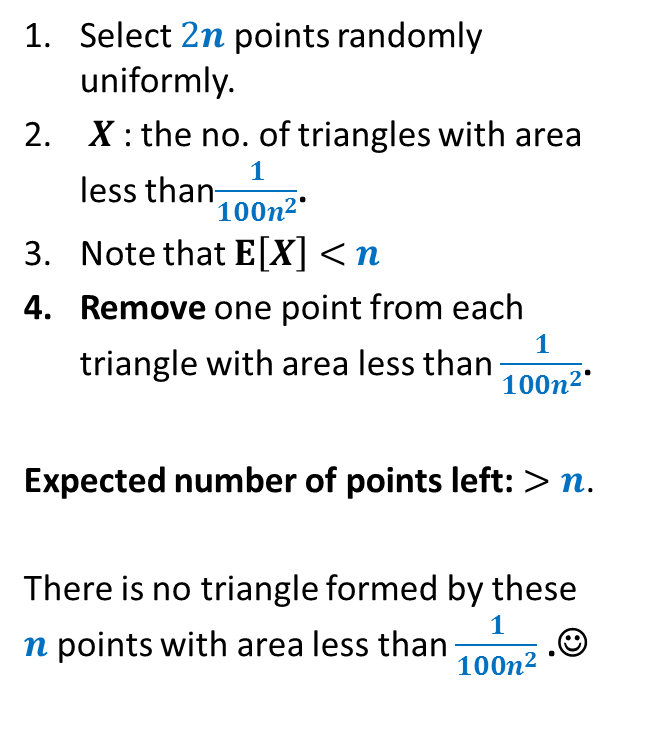 1. Select 2n points randomly
uniformly.
2. X : the no. of triangles with area
less than 1/100n².
3. Note that E[X] < n
4. Remove one point from each
triangle with area less than 1/100n².
Expected number of points left: > n.
There is no triangle formed by these
n points with area less than 1/100n² .☺